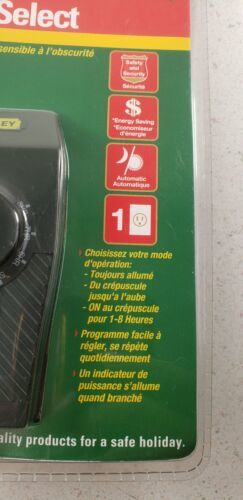 Select
sensible à l'obscurité
Safety
and
Security
Sécurité
$
*Energy Saving
*Economiseur
d'énergie
Automatic
Automatique
LEY
1
Choisissez votre mode
d'opération:
- Toujours allumé
- Du crépuscule
jusqu'a l'aube
- ON au crépuscule
pour 1-8 Heures
Programme facile à
régler, se répète
quotidiennement
Un indicateur de
puissance s'allume
quand branché
ality products for a safe holiday.